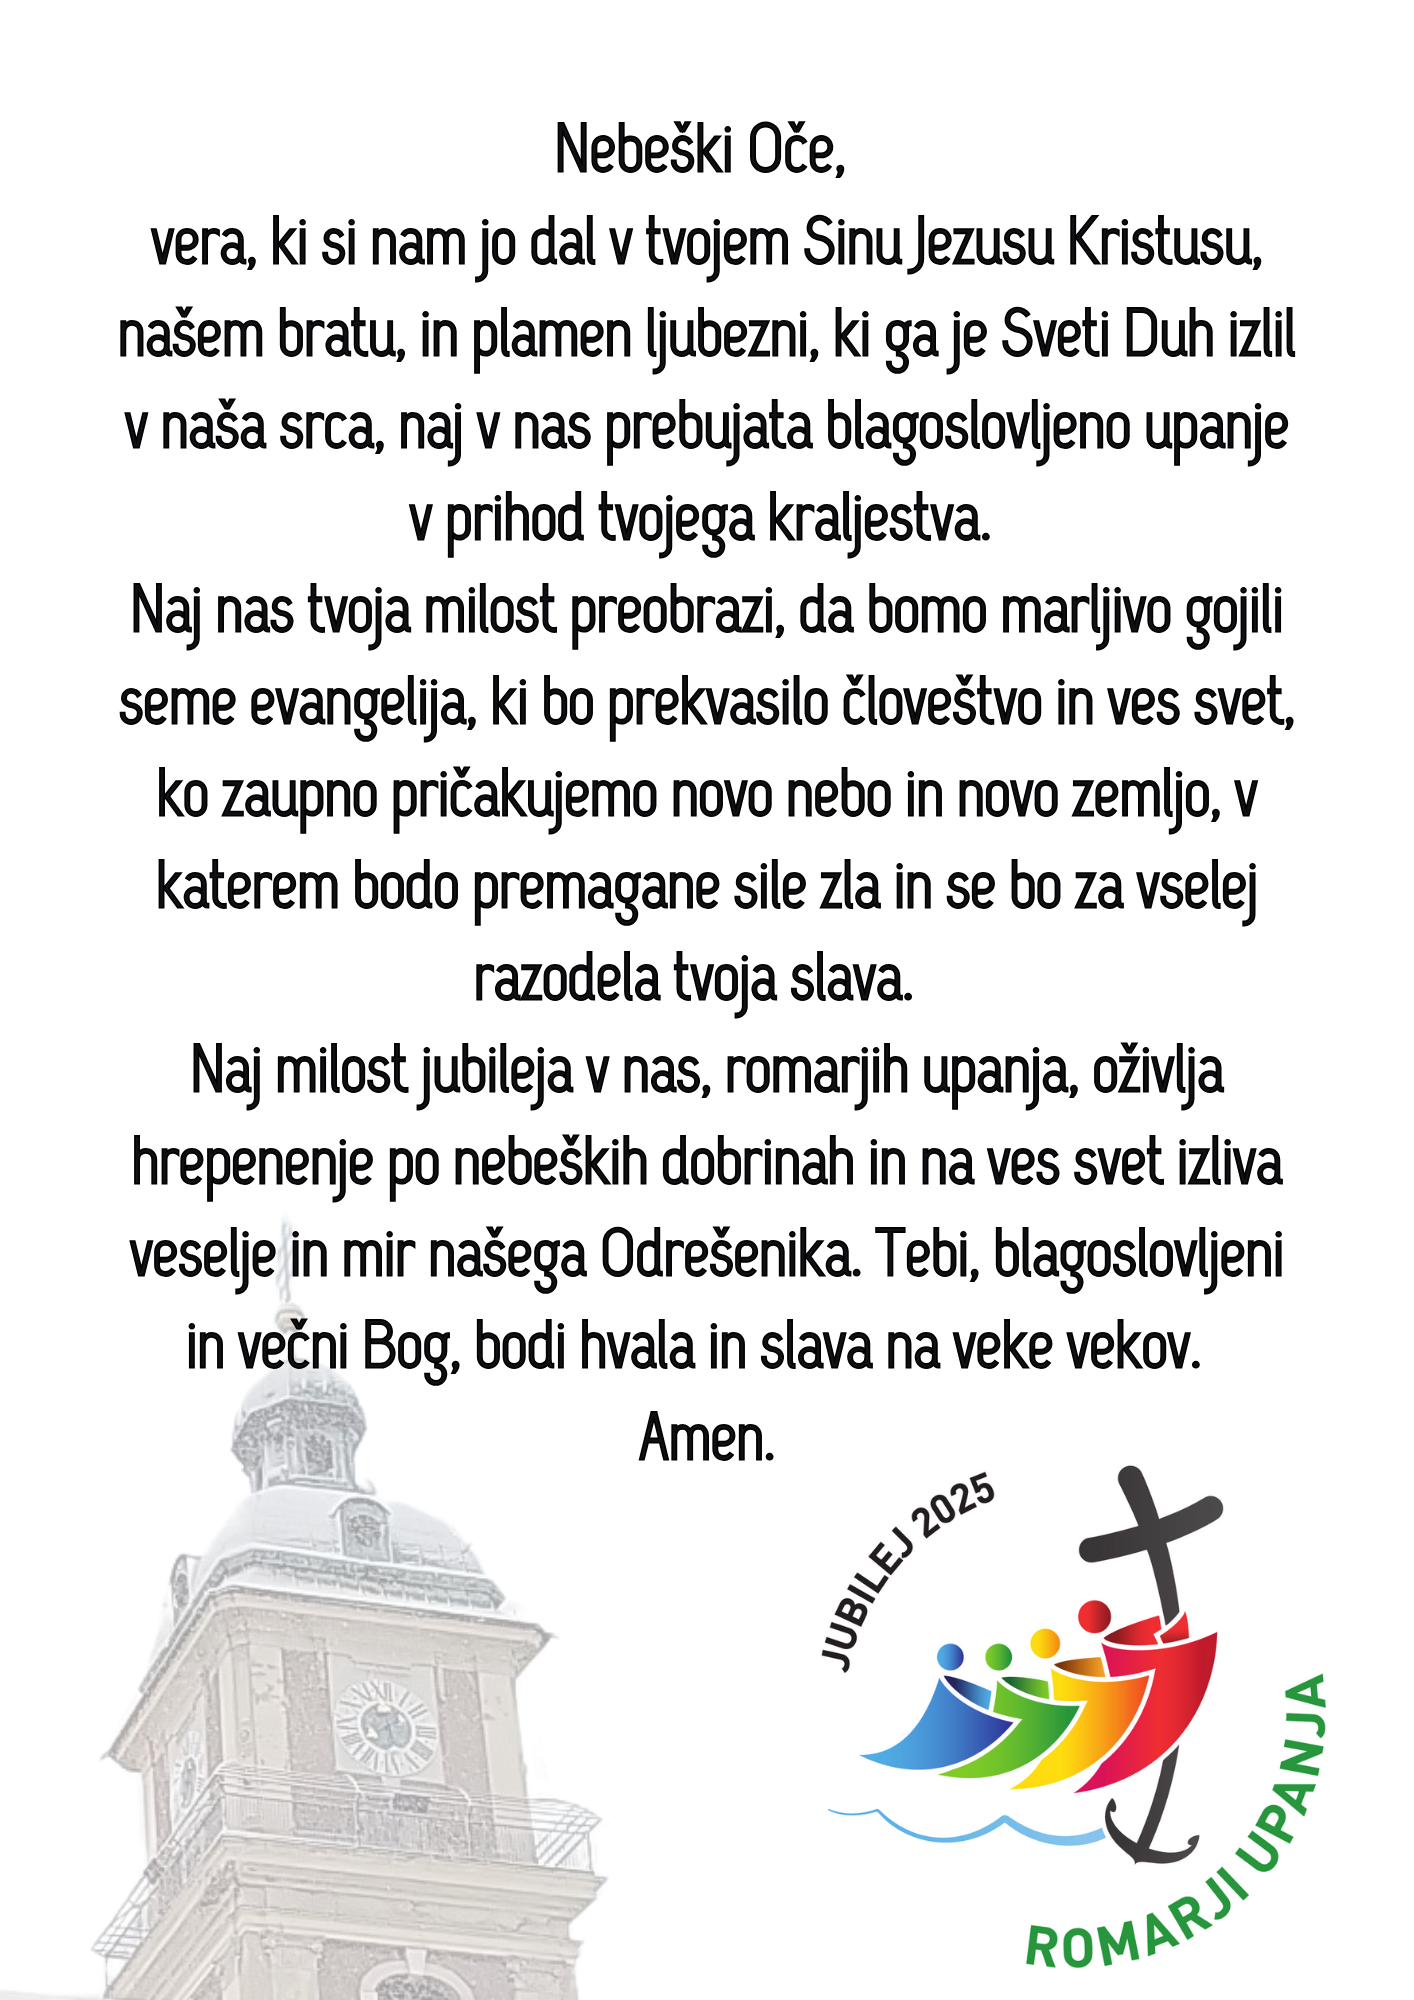 Nebeški Oče,
vera, ki si nam jo dal v tvojem Sinu Jezusu Kristusu,
našem bratu, in plamen ljubezni, ki ga je Sveti Duh izlil
v naša srca, naj v nas prebujata blagoslovljeno upanje
v prihod tvojega kraljestva.
Naj nas tvoja milost preobrazi, da bomo marljivo gojili
seme evangelija, ki bo prekvasilo človeštvo in ves svet,
ko zaupno pričakujemo novo nebo in novo zemljo, v
katerem bodo premagane sile zla in se bo za vselej
razodela tvoja slava.
Naj milost jubileja v nas, romarjih upanja, oživlja
hrepenenje po nebeških dobrinah in na ves svet izliva
veselje in mir našega Odrešenika. Tebi, blagoslovljeni
in večni Bog, bodi hvala in slava na veke vekov.
Amen.
JUBILEJ 2025
ROMARJI UPANJA